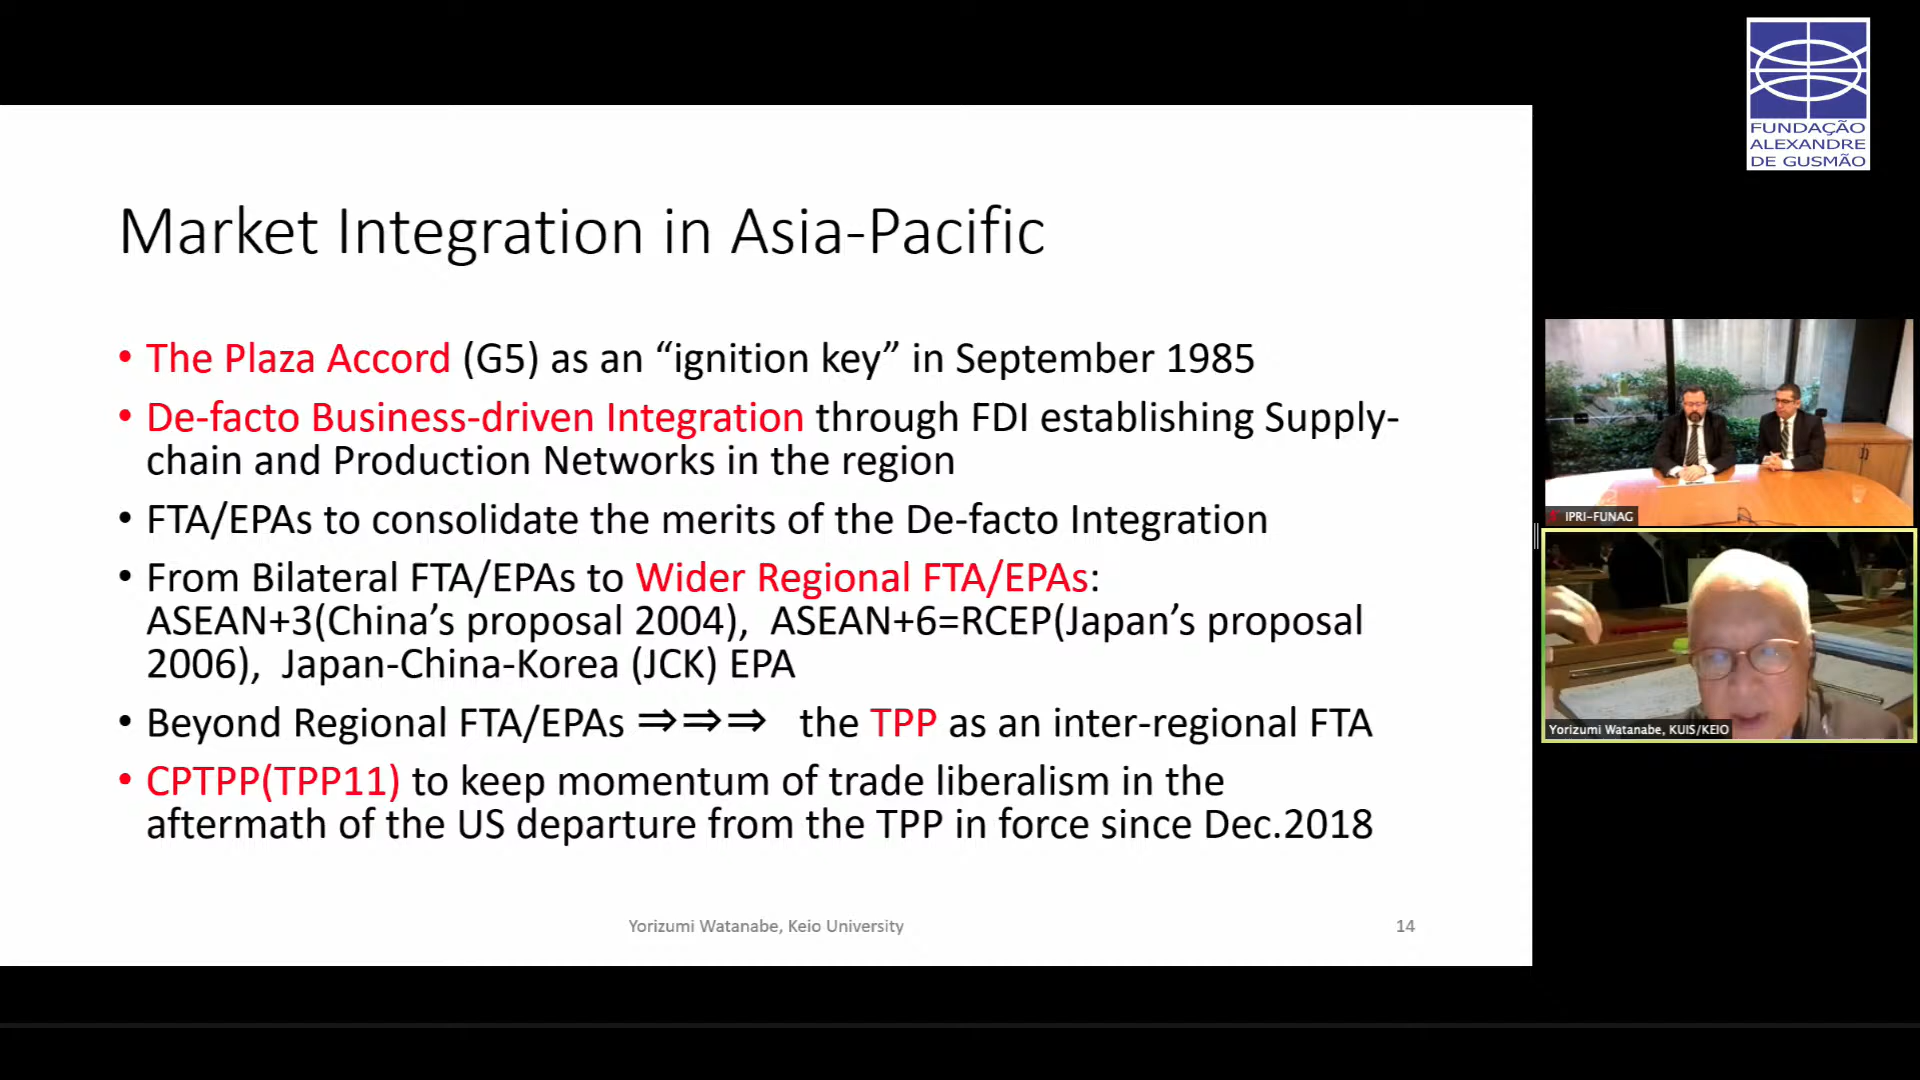 FUNDAÇÃO
ALEXANDRE
DE GUSMÃO
Market Integration in Asia-Pacific
• The Plaza Accord (G5) as an “ignition key” in September 1985
• De-facto Business-driven Integration through FDI establishing Supply-
chain and Production Networks in the region
• FTA/EPAs to consolidate the merits of the De-facto Integration
• From Bilateral FTA/EPAs to Wider Regional FTA/EPAs:
ASEAN+3(China’s proposal 2004), ASEAN+6=RCEP(Japan’s proposal
2006), Japan-China-Korea (JCK) EPA
• Beyond Regional FTA/EPAs ⇒⇒⇒ the TPP as an inter-regional FTA
• CPTPP(TPP11) to keep momentum of trade liberalism in the
aftermath of the US departure from the TPP in force since Dec.2018
Yorizumi Watanabe, Keio University
14
IPRI-FUNAG
Yorizumi Watanabe, KUIS/KEIO